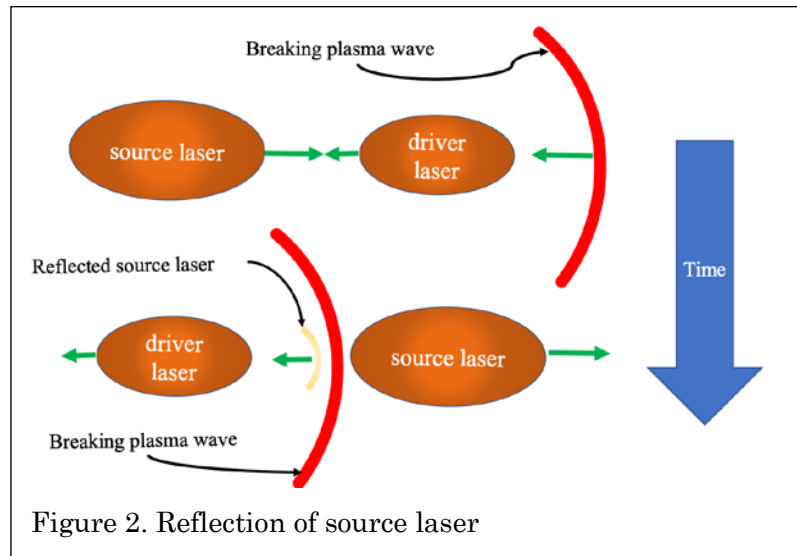 Breaking plasma wave
source laser
driver
laser
Time
Reflected source laser
driver
laser
source laser
Breaking plasma wave
Figure 2. Reflection of source laser